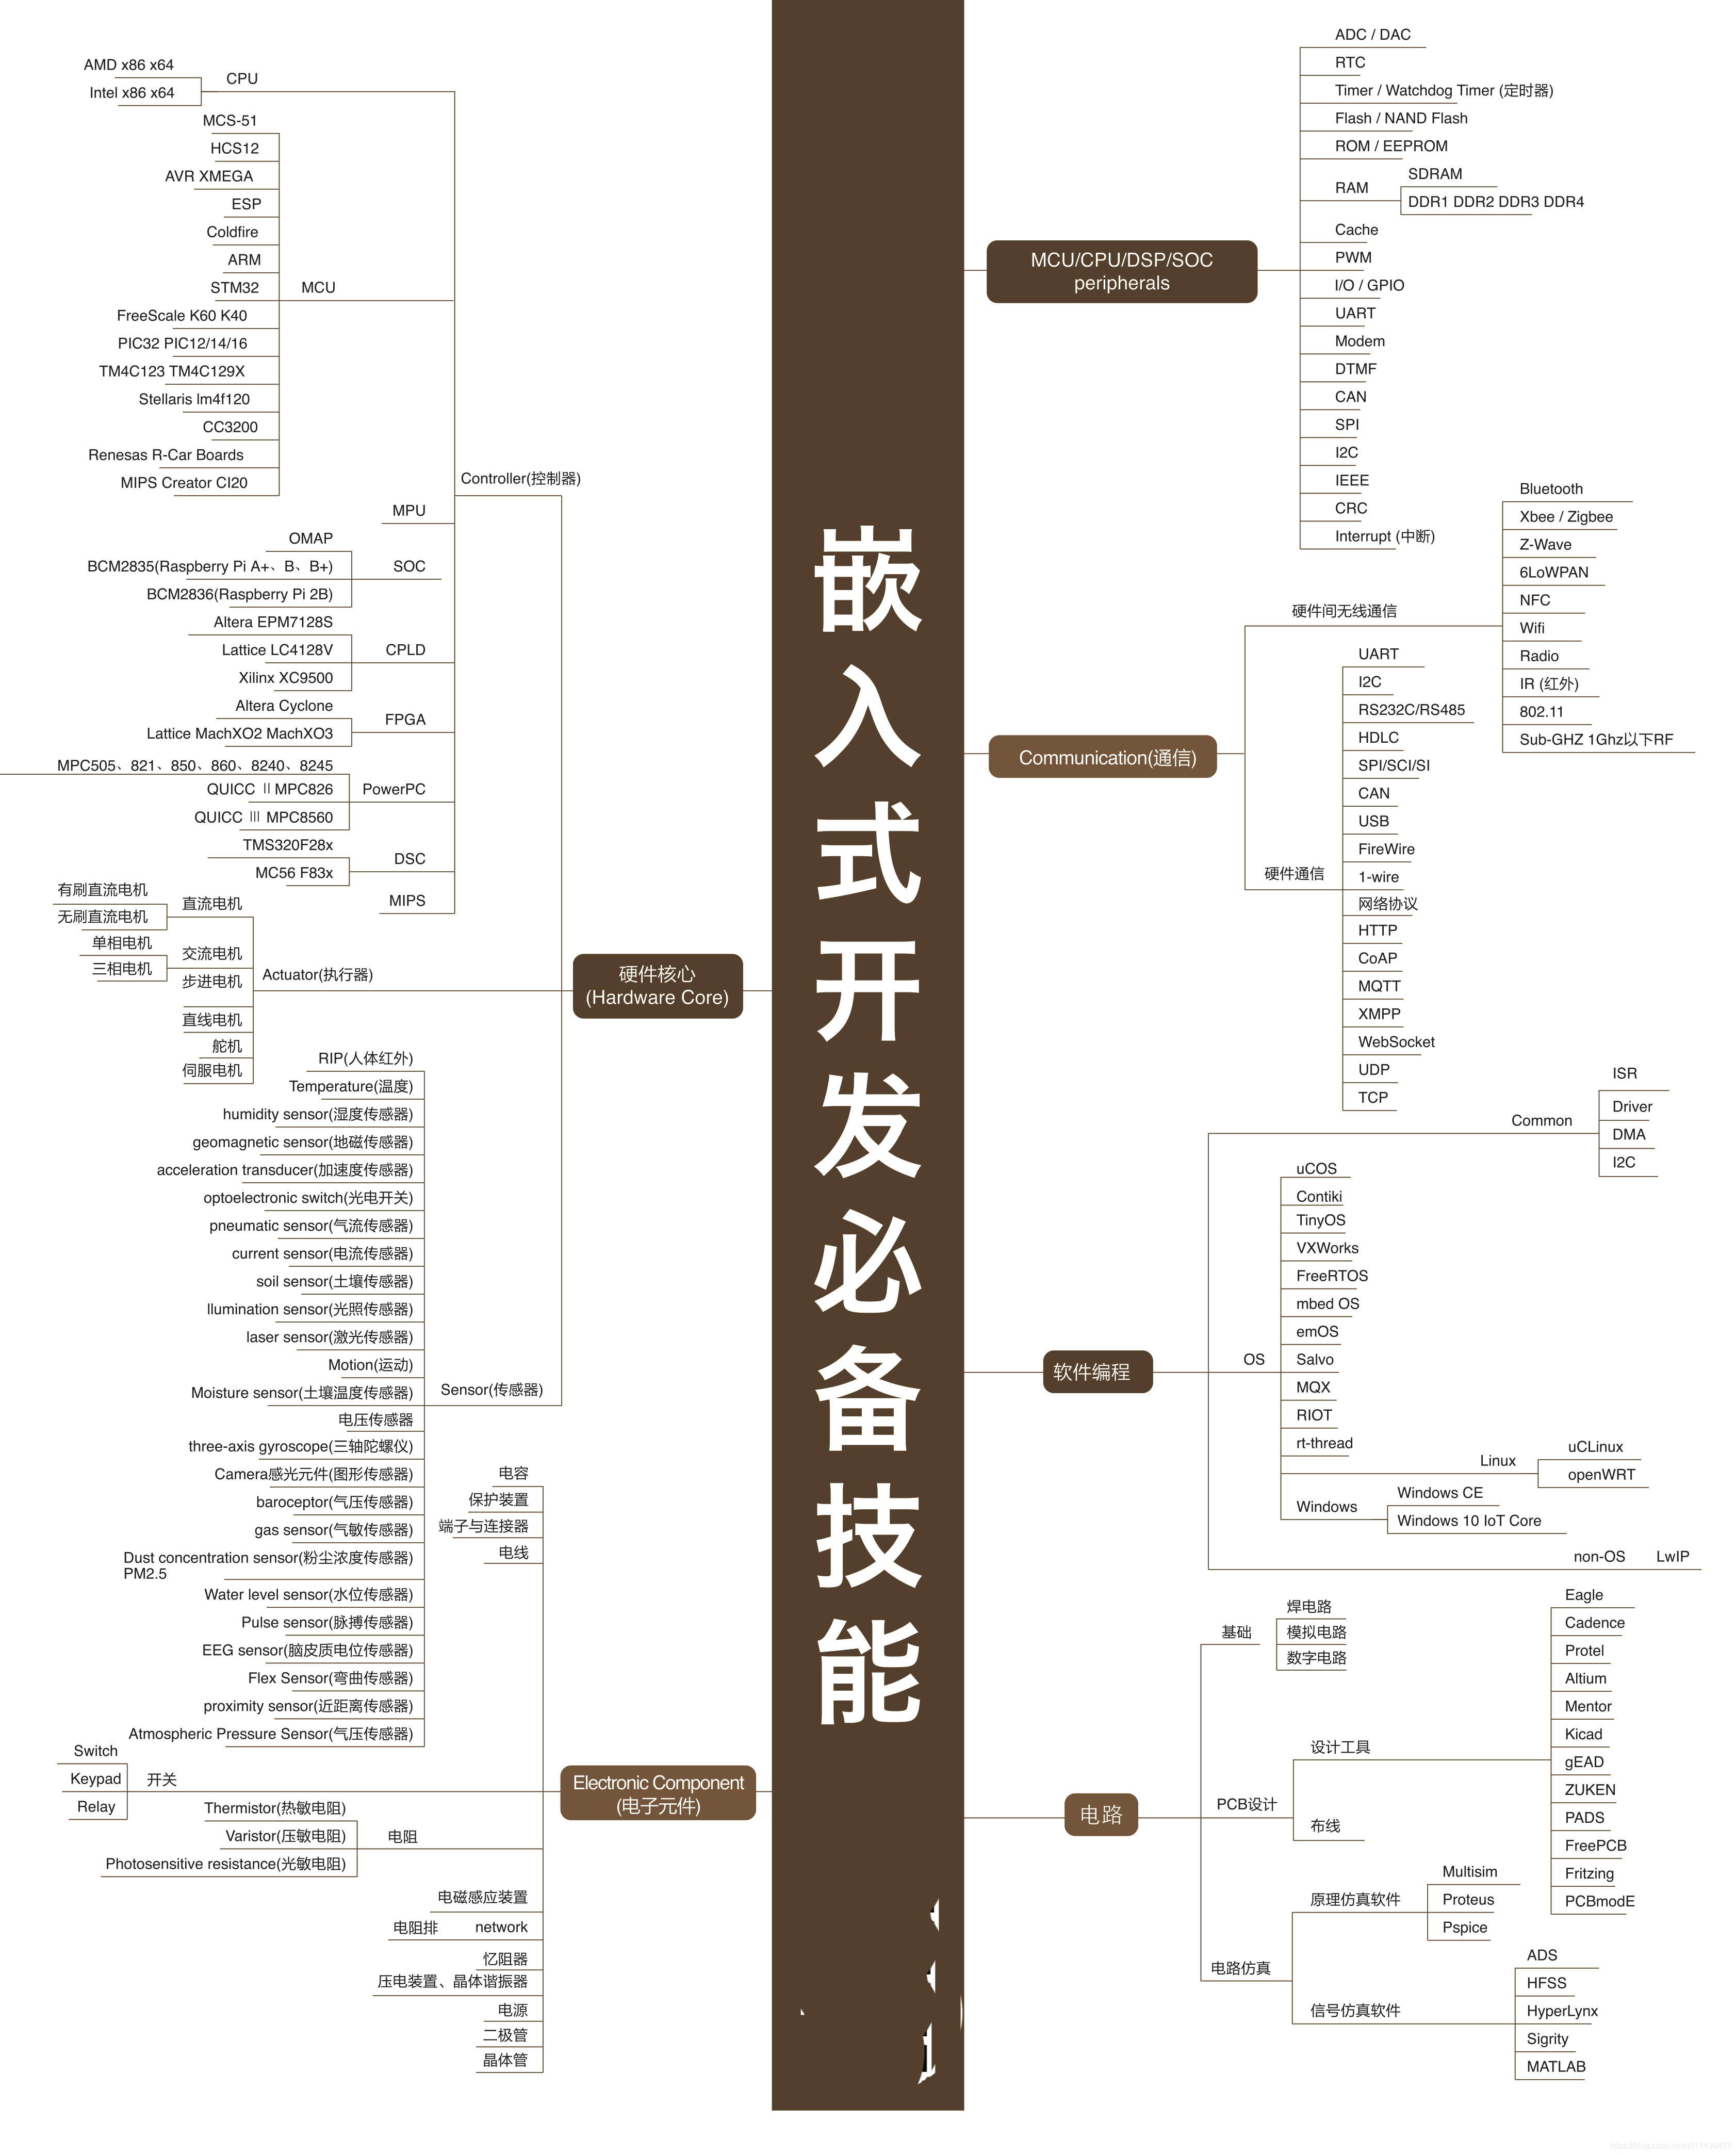 嵌入式开发必备技能
硬件核心
(Hardware Core)
Controller(控制器)
CPU
AMD x86 x64
Intel x86 x64
MCU
MCS-51
HCS12
AVR XMEGA
ESP
Coldfire
ARM
STM32
FreeScale K60 K40
PIC32 PIC12/14/16
TM4C123 TM4C129X
Stellaris lm4f120
CC3200
Renesas R-Car Boards
MIPS Creator CI20
MPU
SOC
OMAP
BCM2835(Raspberry Pi A+、B、B+)
BCM2836(Raspberry Pi 2B)
CPLD
Altera EPM7128S
Lattice LC4128V
Xilinx XC9500
FPGA
Altera Cyclone
Lattice MachXO2 MachXO3
PowerPC
MPC505、821、850、860、8240、8245
QUICC Ⅱ MPC826
QUICC Ⅲ MPC8560
DSC
TMS320F28x
MC56 F83x
MIPS
Actuator(执行器)
直流电机
有刷直流电机
无刷直流电机
交流电机
单相电机
三相电机
步进电机
直线电机
舵机
伺服电机
Sensor(传感器)
RIP(人体红外)
Temperature(温度)
humidity sensor(湿度传感器)
geomagnetic sensor(地磁传感器)
acceleration transducer(加速度传感器)
optoelectronic switch(光电开关)
pneumatic sensor(气流传感器)
current sensor(电流传感器)
soil sensor(土壤传感器)
llumination sensor(光照传感器)
laser sensor(激光传感器)
Motion(运动)
Moisture sensor(土壤温度传感器)
电压传感器
three-axis gyroscope(三轴陀螺仪)
Camera感光元件(图形传感器)
baroceptor(气压传感器)
gas sensor(气敏传感器)
Dust concentration sensor(粉尘浓度传感器)
PM2.5
Water level sensor(水位传感器)
Pulse sensor(脉搏传感器)
EEG sensor(脑皮质电位传感器)
Flex Sensor(弯曲传感器)
proximity sensor(近距离传感器)
Atmospheric Pressure Sensor(气压传感器)
Electronic Component
(电子元件)
电容
保护装置
端子与连接器
电线
开关
Switch
Keypad
Relay
电阻
Thermistor(热敏电阻)
Varistor(压敏电阻)
Photosensitive resistance(光敏电阻)
电磁感应装置
电阻排 network
忆阻器
压电装置、晶体谐振器
电源
二极管
晶体管
MCU/CPU/DSP/SOC
peripherals
ADC / DAC
RTC
Timer / Watchdog Timer (定时器)
Flash / NAND Flash
ROM / EEPROM
RAM
SDRAM
DDR1 DDR2 DDR3 DDR4
Cache
PWM
I/O / GPIO
UART
Modem
DTMF
CAN
SPI
I2C
IEEE
CRC
Interrupt (中断)
Communication(通信)
硬件间无线通信
Bluetooth
Xbee / Zigbee
Z-Wave
6LoWPAN
NFC
Wifi
Radio
IR (红外)
802.11
Sub-GHZ 1Ghz以下RF
硬件通信
UART
I2C
RS232C/RS485
HDLC
SPI/SCI/SI
CAN
USB
FireWire
1-wire
网络协议
HTTP
CoAP
MQTT
XMPP
WebSocket
UDP
TCP
软件编程
Common
ISR
Driver
DMA
I2C
OS
uCOS
Contiki
TinyOS
VXWorks
FreeRTOS
mbed OS
emOS
Salvo
MQX
RIOT
rt-thread
Linux
uCLinux
openWRT
Windows
Windows CE
Windows 10 IoT Core
non-OS LwIP
电路
基础
焊电路
模拟电路
数字电路
PCB设计
设计工具
Eagle
Cadence
Protel
Altium
Mentor
Kicad
gEAD
ZUKEN
PADS
FreePCB
Fritzing
PCBmodE
布线
电路仿真
原理仿真软件
Multisim
Proteus
Pspice
信号仿真软件
ADS
HFSS
HyperLynx
Sigrity
MATLAB